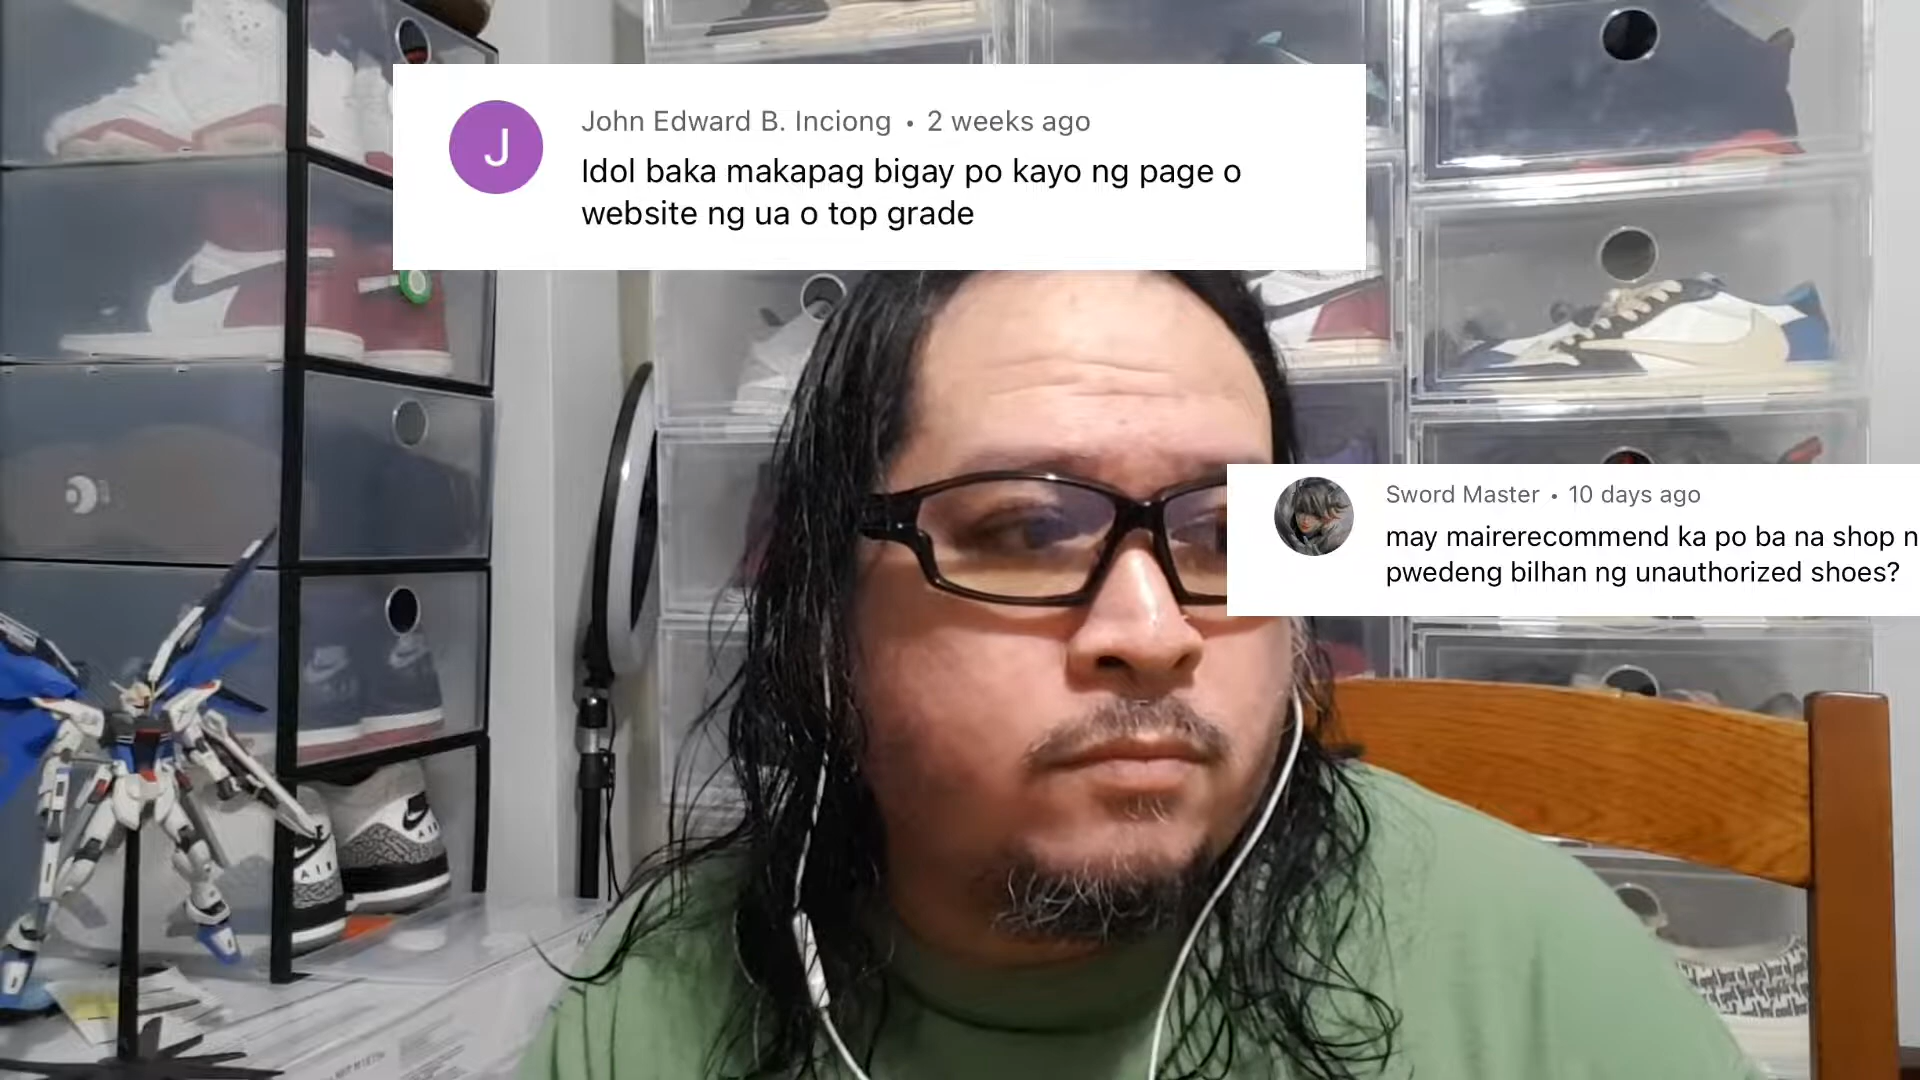 J
John Edward B. Inciong • 2 weeks ago
Idol baka makapag bigay po kayo ng page o
website ng ua o top grade
Sword Master • 10 days ago
may mairerecommend ka po ba na shop n
pwedeng bilhan ng unauthorized shoes?
AIR